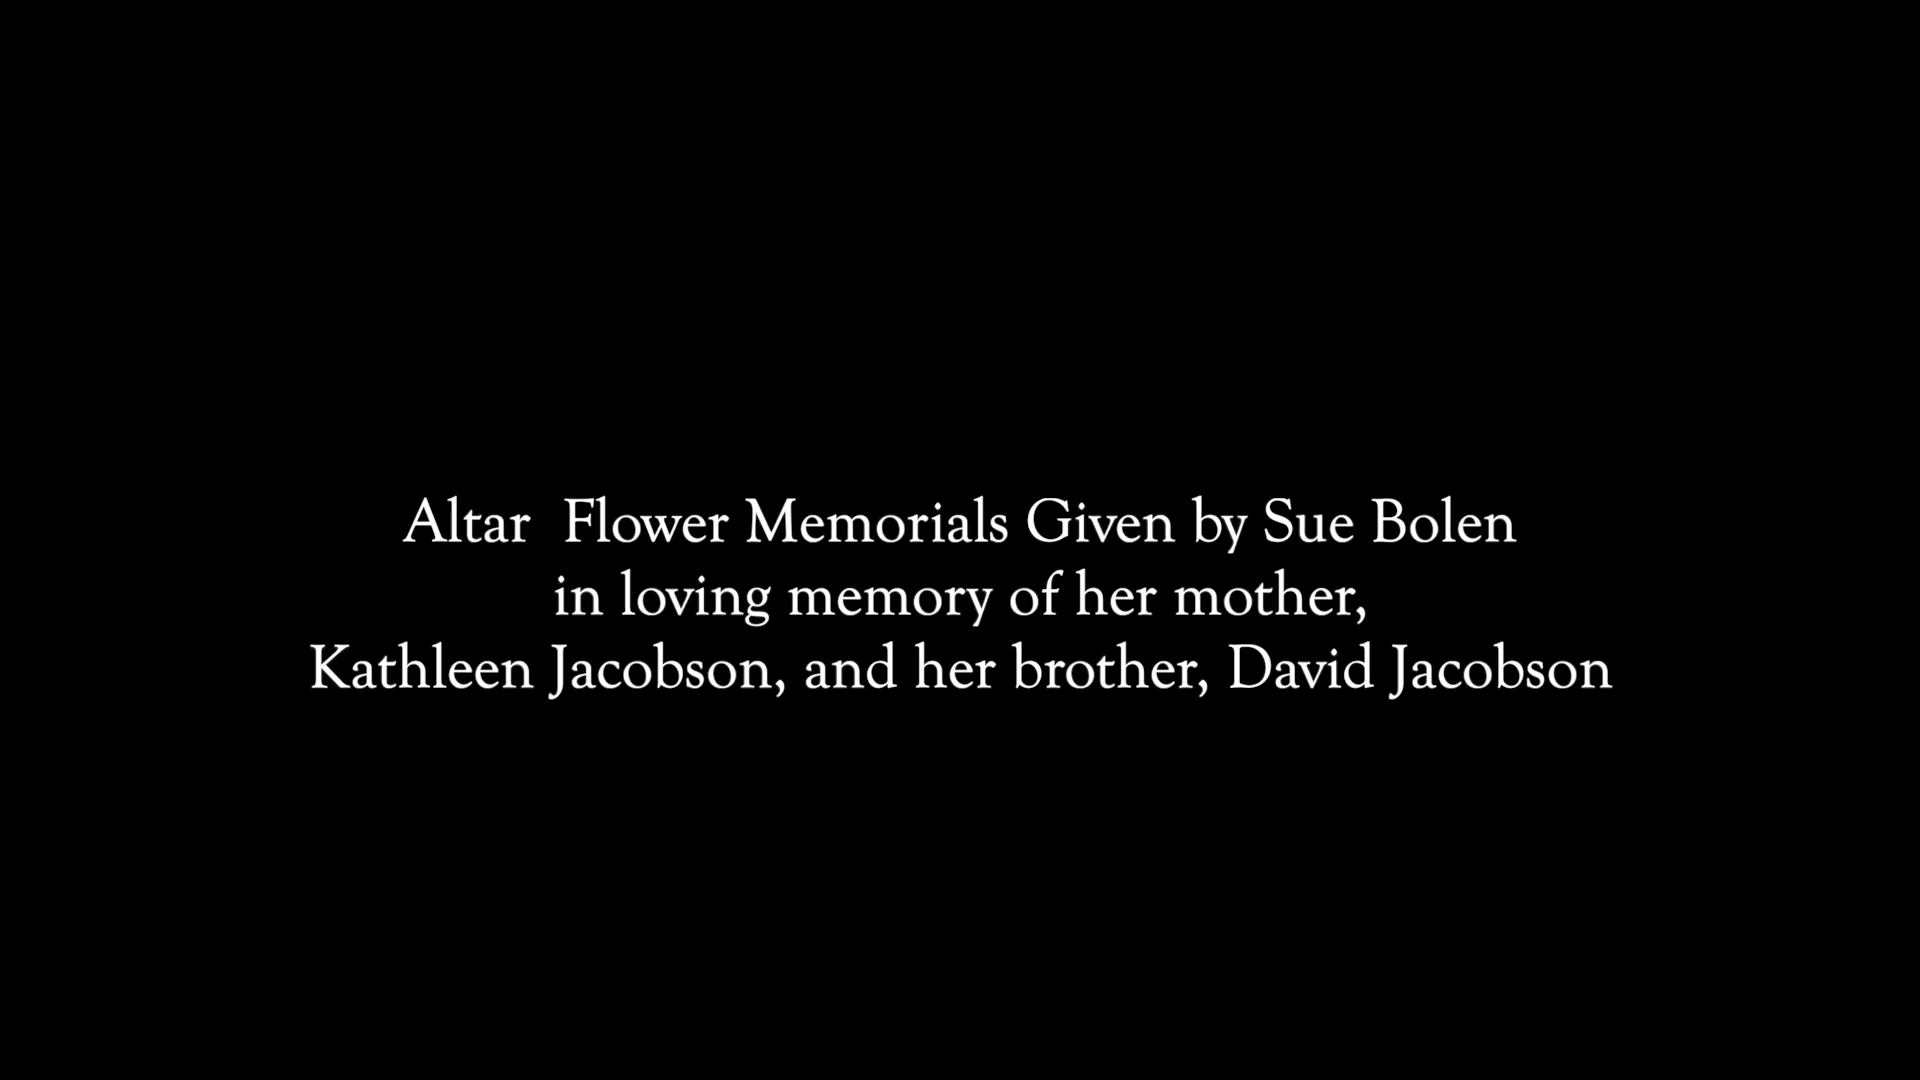 Altar  Flower Memorials Given by Sue Bolen
in loving memory of her mother,
Kathleen Jacobson, and her brother, David Jacobson